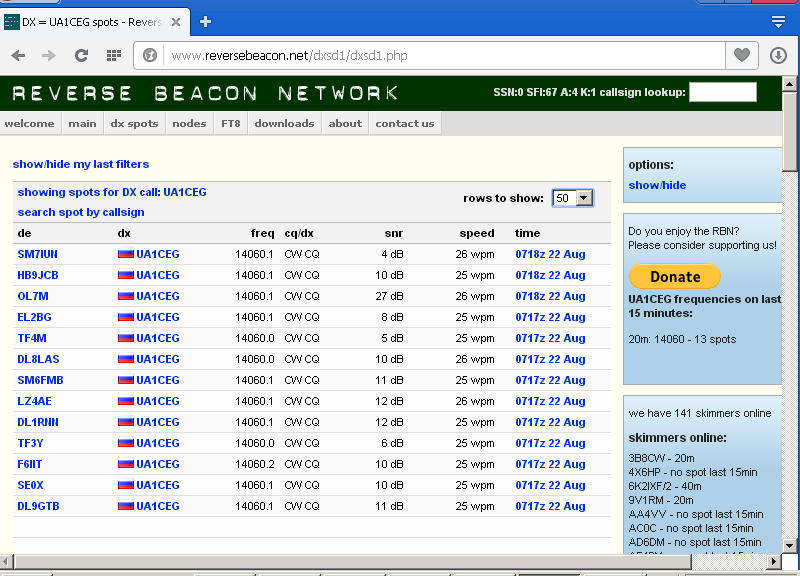 DX = UA1CEG spots - Revers
www.reversebeacon.net/dxsd1/dxsd1.php
REVERSE BEACON NETWORK
SSN:0 SFI:67 A:4 K:1 callsign lookup:
welcome main dx spots nodes FT8 downloads about contact us
show/hide my last filters
showing spots for DX call: UA1CEG
search spot by callsign
rows to show: 50
de dx freq cq/dx snr speed time
SM7IUN UA1CEG 14060.1 CW CQ 4 dB 26 wpm 0718z 22 Aug
HB9JCB UA1CEG 14060.1 CW CQ 10 dB 25 wpm 0718z 22 Aug
OL7M UA1CEG 14060.1 CW CQ 27 dB 26 wpm 0718z 22 Aug
EL2BG UA1CEG 14060.1 CW CQ 8 dB 25 wpm 0717z 22 Aug
TF4M UA1CEG 14060.0 CW CQ 5 dB 25 wpm 0717z 22 Aug
DL8LAS UA1CEG 14060.0 CW CQ 10 dB 26 wpm 0717z 22 Aug
SM6FMB UA1CEG 14060.1 CW CQ 11 dB 25 wpm 0717z 22 Aug
LZ4AE UA1CEG 14060.1 CW CQ 12 dB 26 wpm 0717z 22 Aug
DL1RNN UA1CEG 14060.1 CW CQ 12 dB 25 wpm 0717z 22 Aug
TF3Y UA1CEG 14060.0 CW CQ 6 dB 25 wpm 0717z 22 Aug
F6IIT UA1CEG 14060.2 CW CQ 10 dB 25 wpm 0717z 22 Aug
SE0X UA1CEG 14060.1 CW CQ 10 dB 25 wpm 0717z 22 Aug
DL9GTB UA1CEG 14060.1 CW CQ 11 dB 25 wpm 0717z 22 Aug
options:
show/hide
Do you enjoy the RBN?
Please consider supporting us!
Donate
UA1CEG frequencies on last
15 minutes:
20m: 14060 - 13 spots
we have 141 skimmers online
skimmers online:
3B8CW - 20m
4X6HP - no spot last 15min
6K2IXF/2 - 40m
9V1RM - 20m
AA4VV - no spot last 15min
AC0C - no spot last 15min
AD6DM - no spot last 15min